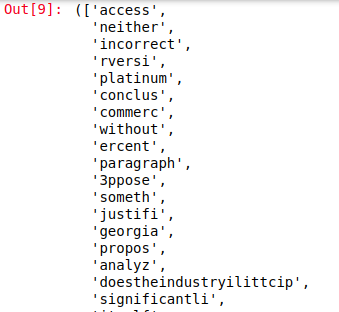 Out[9]: (['access',
'neither',
'incorrect',
'rversi',
'platinum',
'conclus',
'commerc',
'without',
'ercent',
'paragraph',
'3ppose',
'someth',
'justifi',
'georgia',
'propos',
'analyz',
'doestheindustryilittcip',
'significantli',